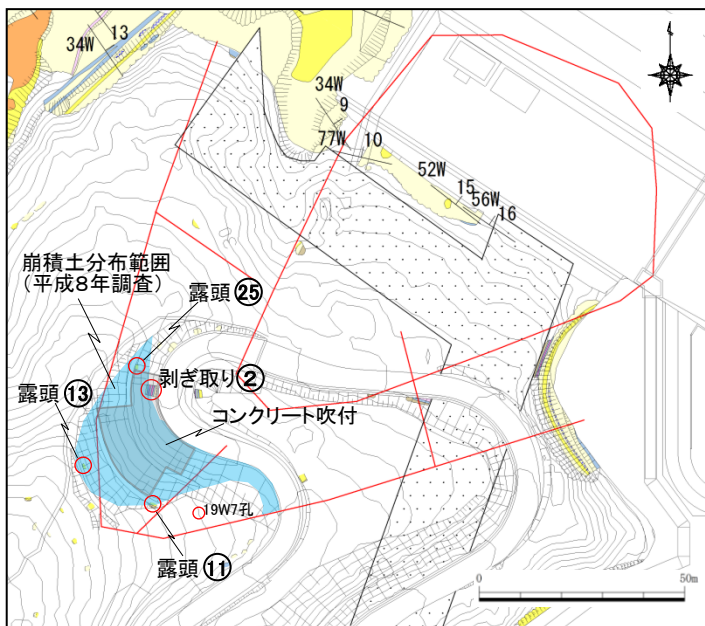 34W
13
34W
9
77W
10
52W
15
56W
16
崩積土分布範囲
(平成8年調査)
露頭㉕
剥ぎ取り②
露頭⑬
コンクリート吹付
19W7孔
露頭⑪
0
50m